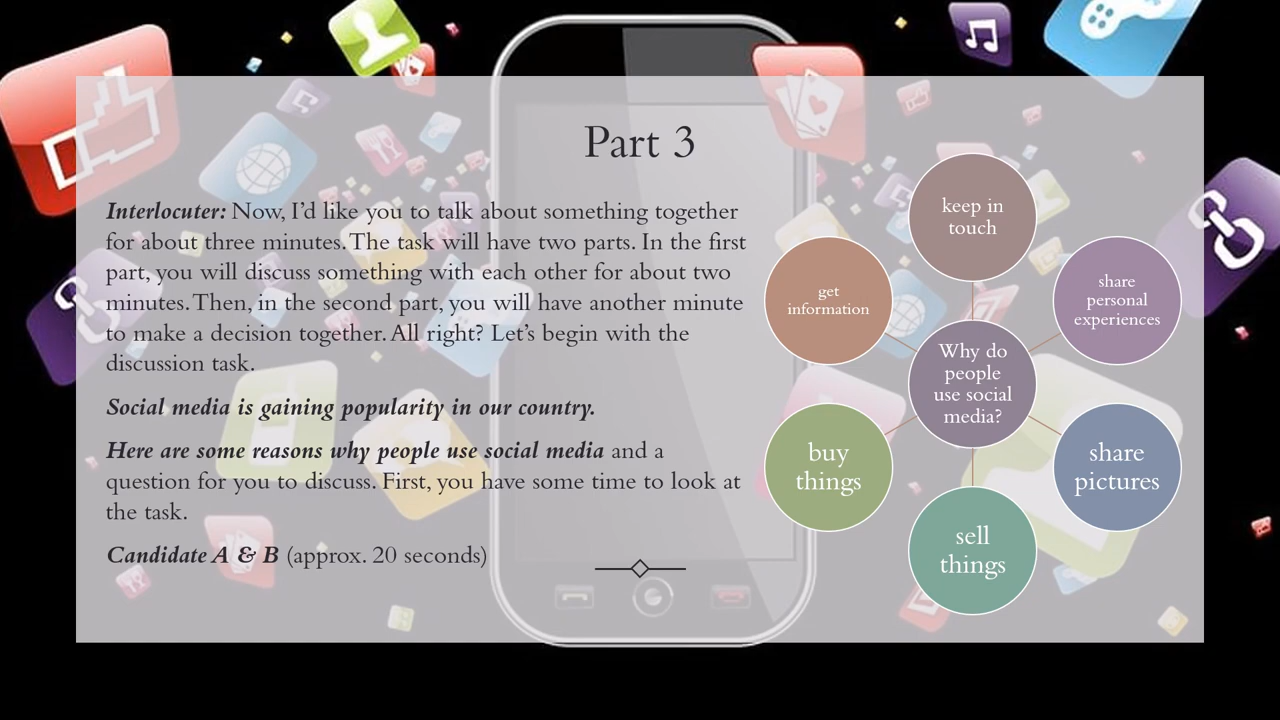 Part 3
Interlocuter: Now, I'd like you to talk about something together
for about three minutes. The task will have two parts. In the first
part, you will discuss something with each other for about two
minutes. Then, in the second part, you will have another minute
to make a decision together. All right? Let's begin with the
discussion task.
Social media is gaining popularity in our country.
Here are some reasons why people use social media and a
question for you to discuss. First, you have some time to look at
the task.
Candidate A & B (approx. 20 seconds)
Why do
people
use social
media?
keep in
touch
share
personal
experiences
share
pictures
sell
things
buy
things
get
information